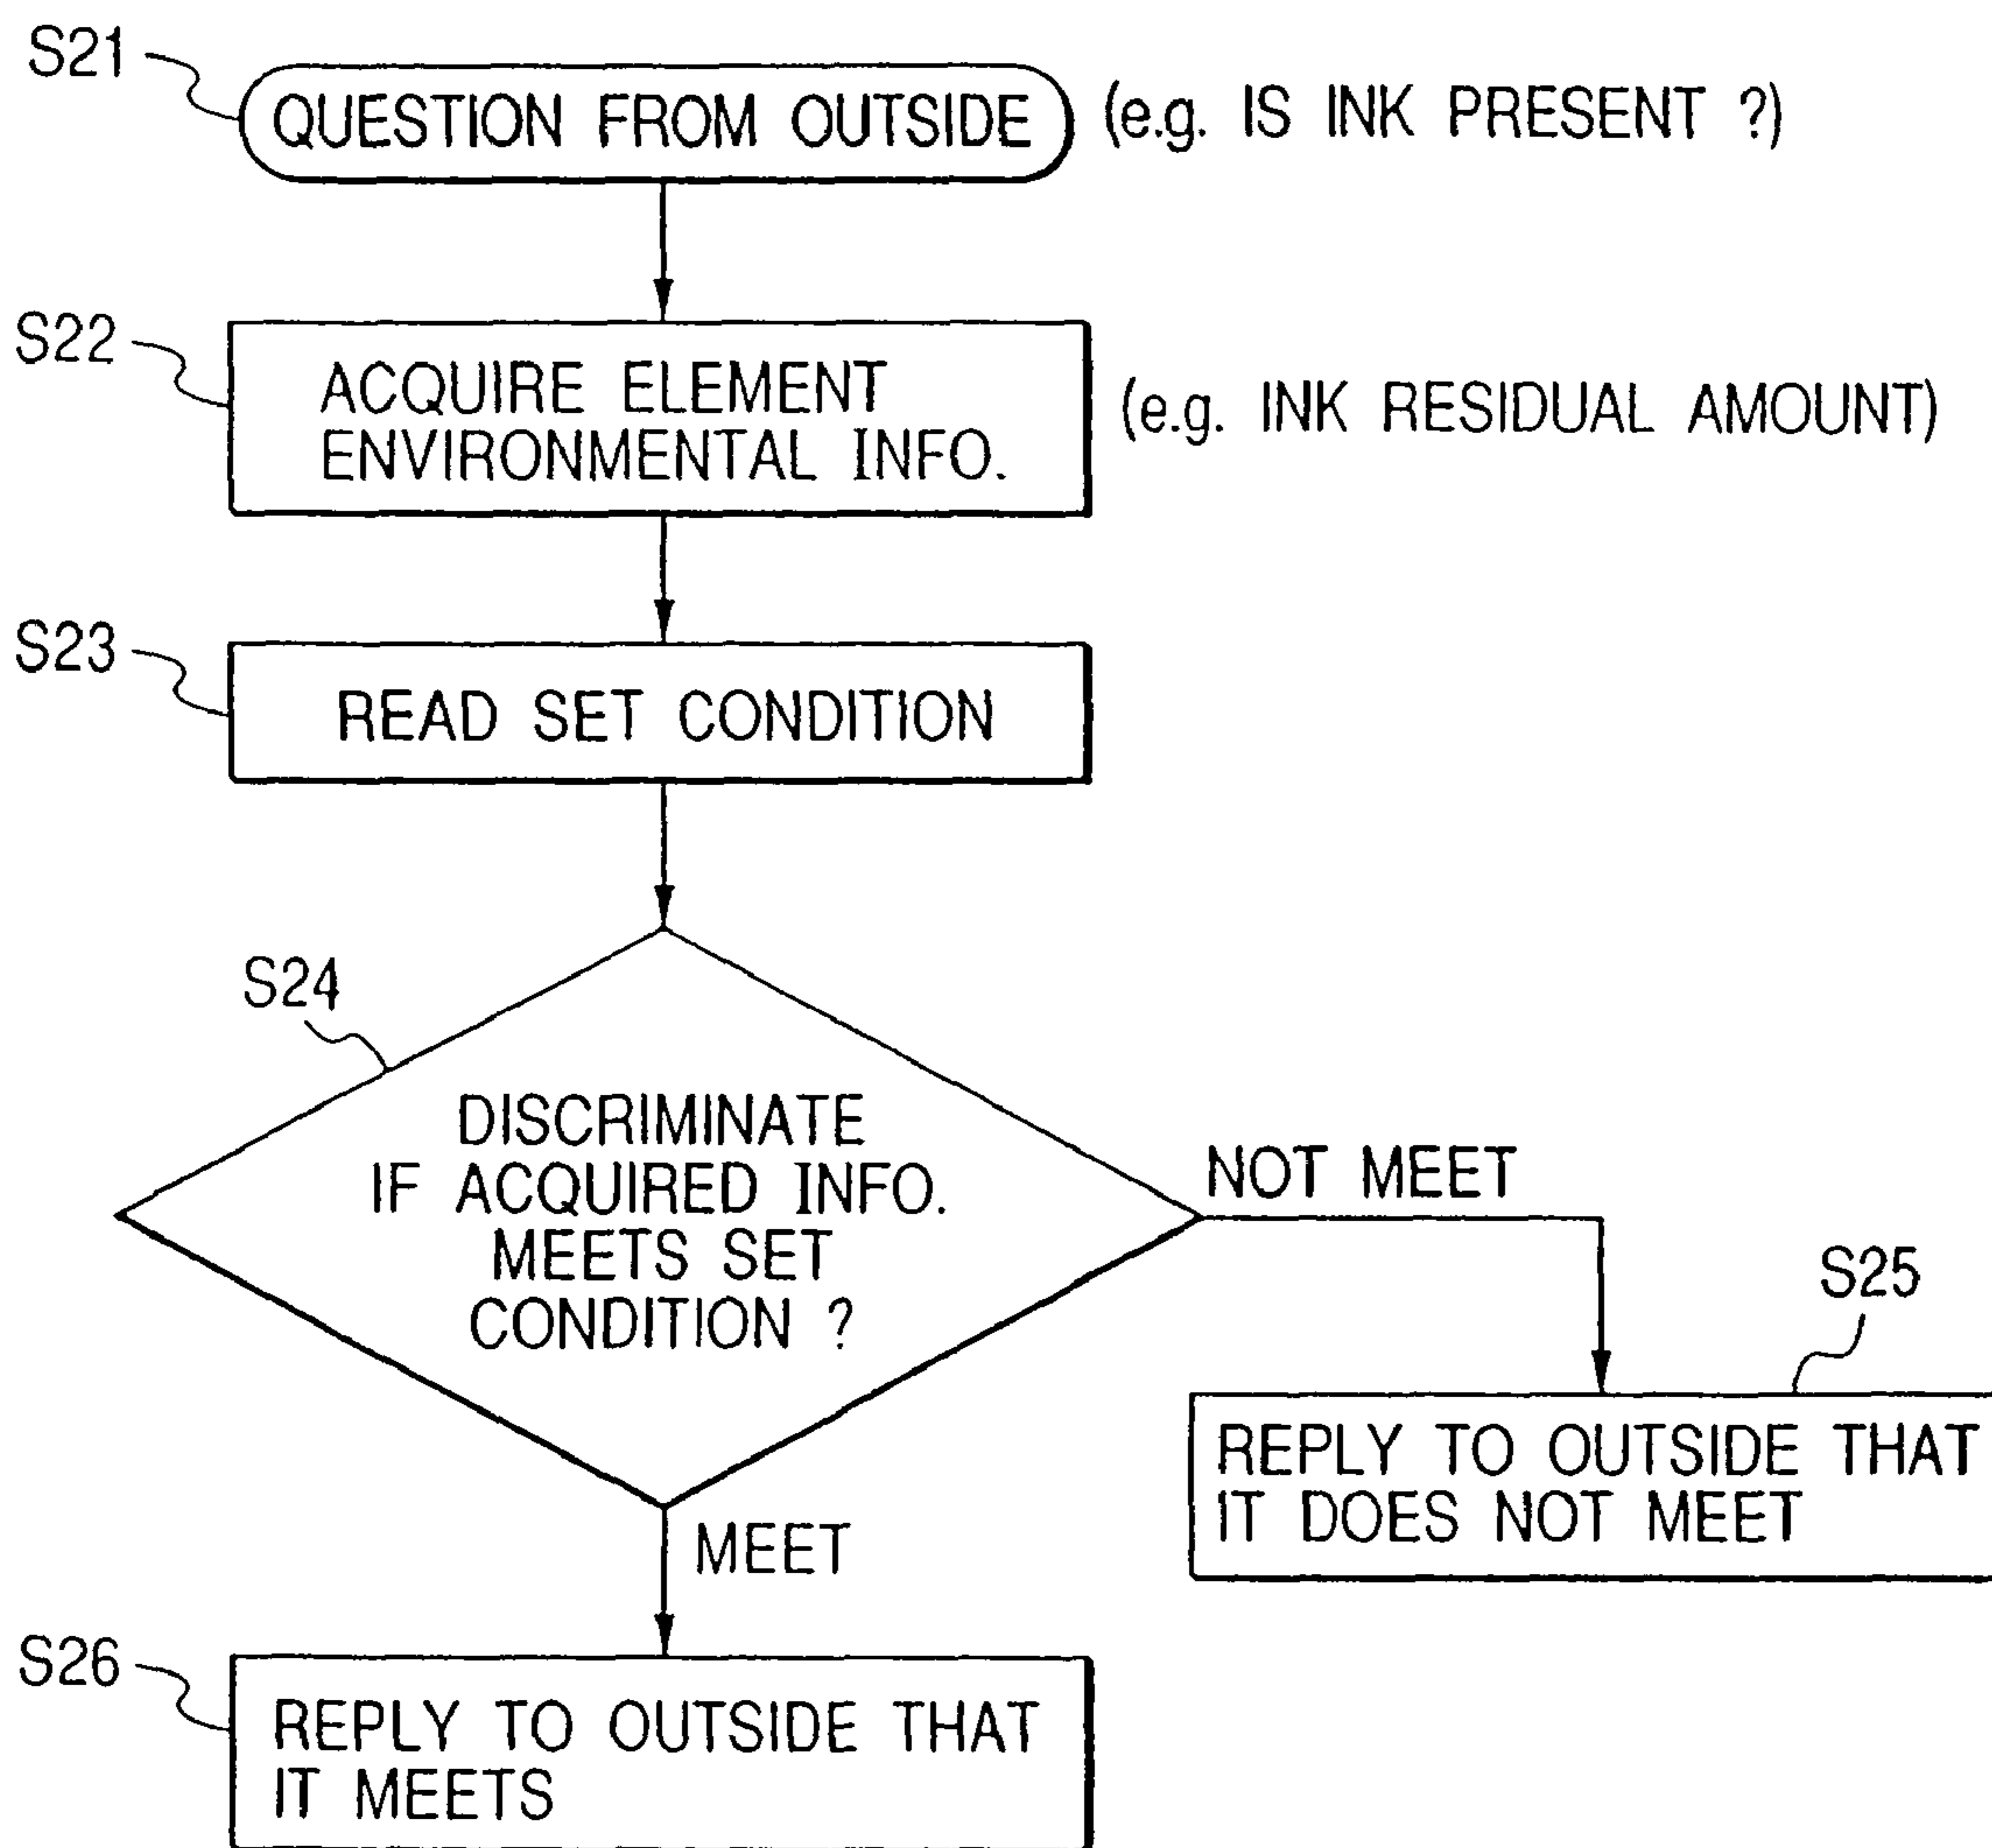 S21
QUESTION FROM OUTSIDE (e.g. IS INK PRESENT ?)
S22
ACQUIRE ELEMENT
ENVIRONMENTAL INFO.
(e.g. INK RESIDUAL AMOUNT)
S23
READ SET CONDITION
S24
DISCRIMINATE
IF ACQUIRED INFO.
MEETS SET
CONDITION ?
NOT MEET
S25
REPLY TO OUTSIDE THAT
IT DOES NOT MEET
MEET
S26
REPLY TO OUTSIDE THAT
IT MEETS